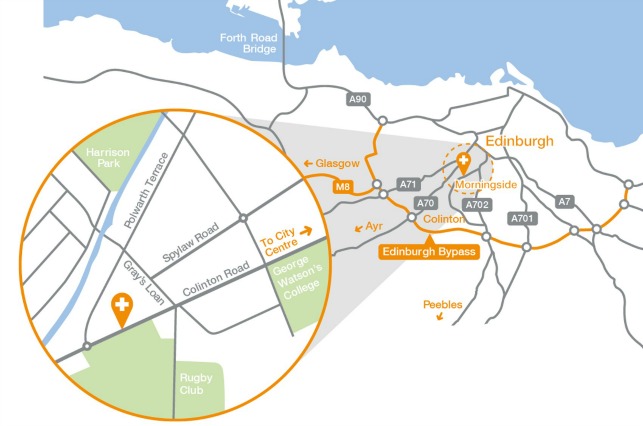 Forth Road
Bridge
A90
Edinburgh
Glasgow
M8
A71
Morningside
A70
A702
A7
Colinton
A701
Ayr
Edinburgh Bypass
Peebles
Harrison
Park
Polwarth Terrace
Spylaw Road
To City
Centre
Gray's Loan
Colinton Road
George
Watson's
College
Rugby
Club